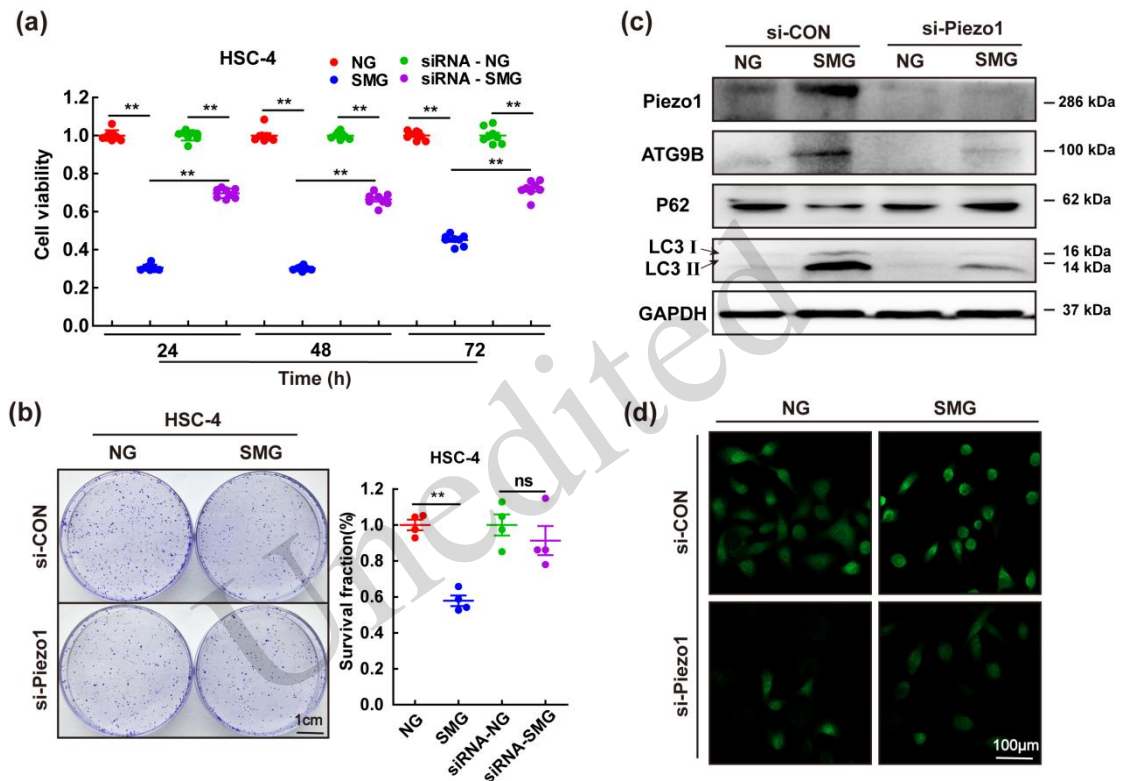 (a)
HSC-4
NG
SMG
siRNA - NG
siRNA - SMG
** ** ** ** ** **
** ** **
Cell viability
1.2
1.0
0.8
0.6
0.4
0.2
0.0
24 48 72
Time (h)
(b)
HSC-4
NG SMG
si-CON
si-Piezo1
1cm
HSC-4
** ns
Survival fraction(%)
1.2
1.0
0.8
0.6
0.4
0.2
0.0
NG
SMG
siRNA-NG
siRNA-SMG
(c)
si-CON si-Piezo1
NG SMG NG SMG
Piezo1 286 kDa
ATG9B 100 kDa
P62 62 kDa
LC3 I 16 kDa
LC3 II 14 kDa
GAPDH 37 kDa
(d)
NG SMG
si-CON
si-Piezo1
100μm
Unedited